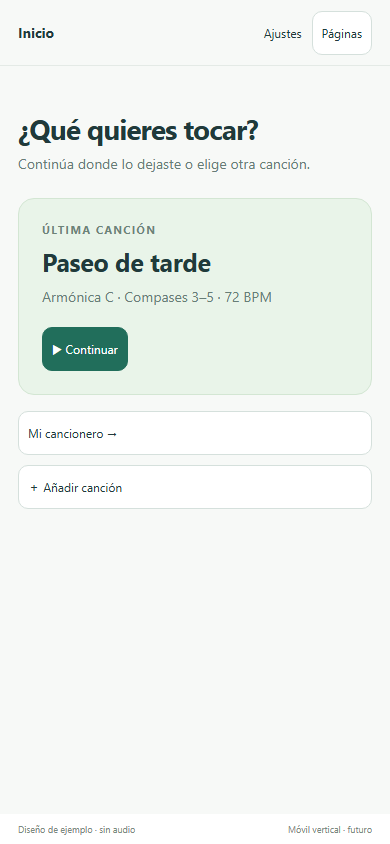 Inicio
Ajustes
Páginas
¿Qué quieres tocar?
Continúa donde lo dejaste o elige otra canción.
ÚLTIMA CANCIÓN
Paseo de tarde
Armónica C · Compases 3–5 · 72 BPM
▶ Continuar
Mi cancionero →
+ Añadir canción
Diseño de ejemplo · sin audio
Móvil vertical · futuro